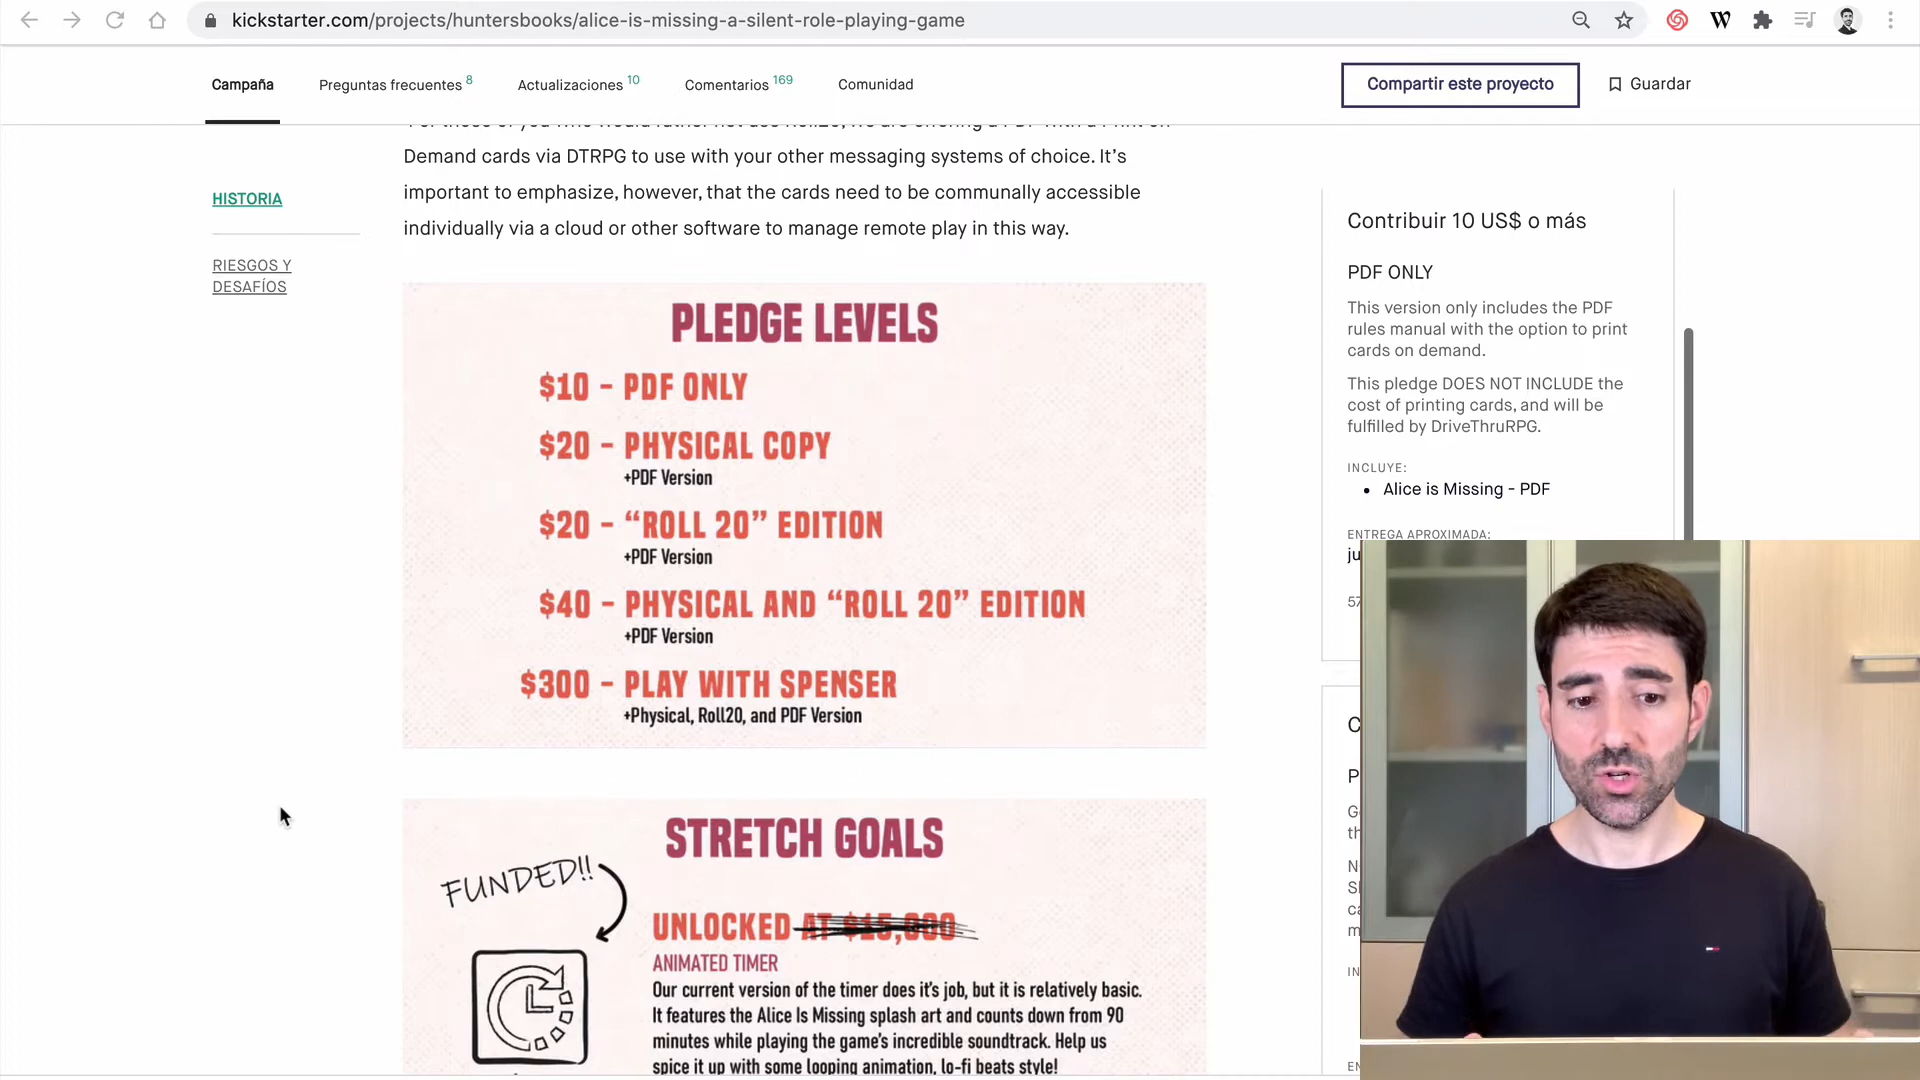 kickstarter.com/projects/huntersbooks/alice-is-missing-a-silent-role-playing-game
Campaña
Preguntas frecuentes 8
Actualizaciones 10
Comentarios 169
Comunidad
Compartir este proyecto
Guardar
HISTORIA
RIESGOS Y
DESAFÍOS
Demand cards via DTRPG to use with your other messaging systems of choice. It's
important to emphasize, however, that the cards need to be communally accessible
individually via a cloud or other software to manage remote play in this way.
PLEDGE LEVELS
$10 - PDF ONLY
$20 - PHYSICAL COPY
+PDF Version
$20 - "ROLL 20" EDITION
+PDF Version
$40 - PHYSICAL AND "ROLL 20" EDITION
+PDF Version
$300 - PLAY WITH SPENSER
+Physical, Roll20, and PDF Version
STRETCH GOALS
FUNDED!!
UNLOCKED AT $15,000
ANIMATED TIMER
Our current version of the timer does it's job, but it is relatively basic.
It features the Alice Is Missing splash art and counts down from 90
minutes while playing the game's incredible soundtrack. Help us
spice it up with some looping animation, lo-fi beats style!
Contribuir 10 US$ o más
PDF ONLY
This version only includes the PDF
rules manual with the option to print
cards on demand.
This pledge DOES NOT INCLUDE the
cost of printing cards, and will be
fulfilled by DriveThruRPG.
INCLUYE:
• Alice is Missing - PDF
ENTREGA APROXIMADA: